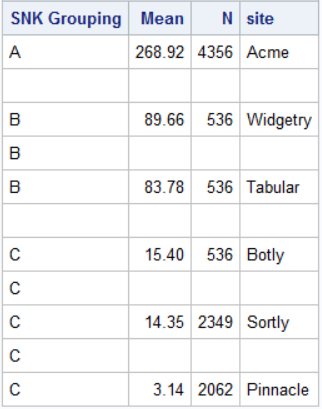 SNK Grouping Mean N site
A 268.92 4356 Acme
B 89.66 536 Widgetry
B
B 83.78 536 Tabular
C 15.40 536 Botly
C
C 14.35 2349 Sortly
C
C 3.14 2062 Pinnacle